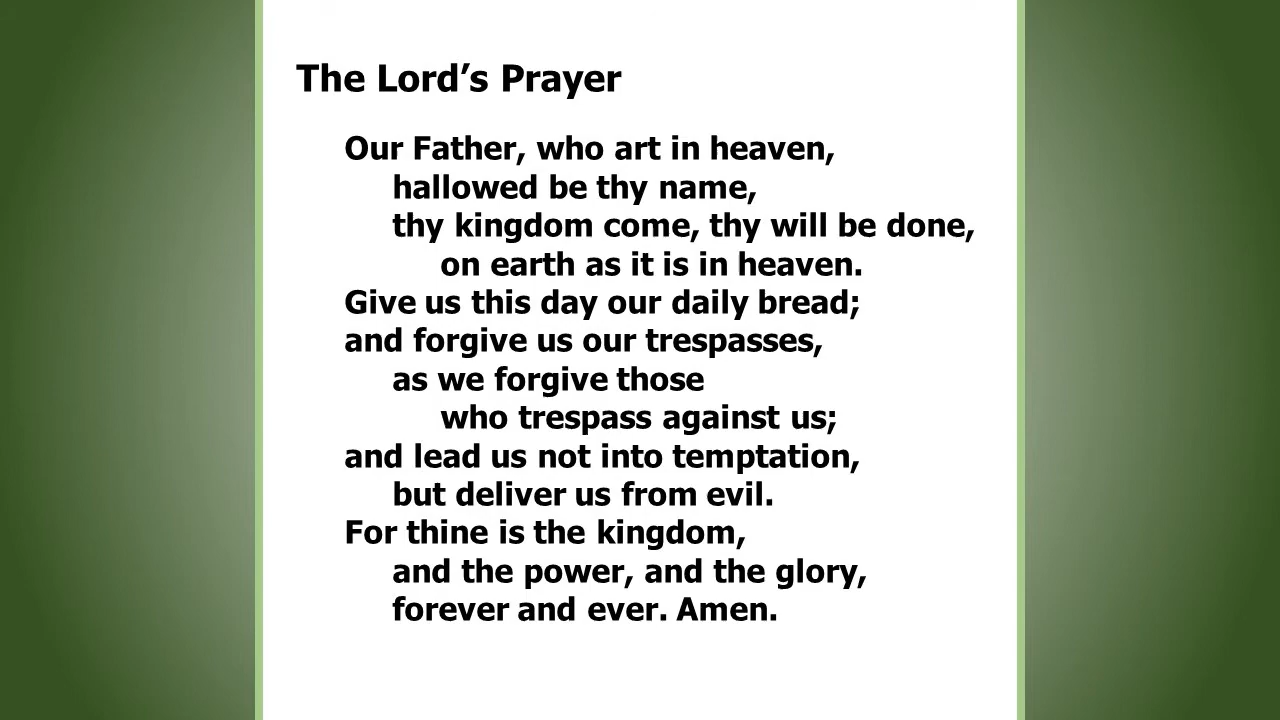 The Lord’s Prayer
Our Father, who art in heaven,
hallowed be thy name,
thy kingdom come, thy will be done,
on earth as it is in heaven.
Give us this day our daily bread;
and forgive us our trespasses,
as we forgive those
who trespass against us;
and lead us not into temptation,
but deliver us from evil.
For thine is the kingdom,
and the power, and the glory,
forever and ever. Amen.